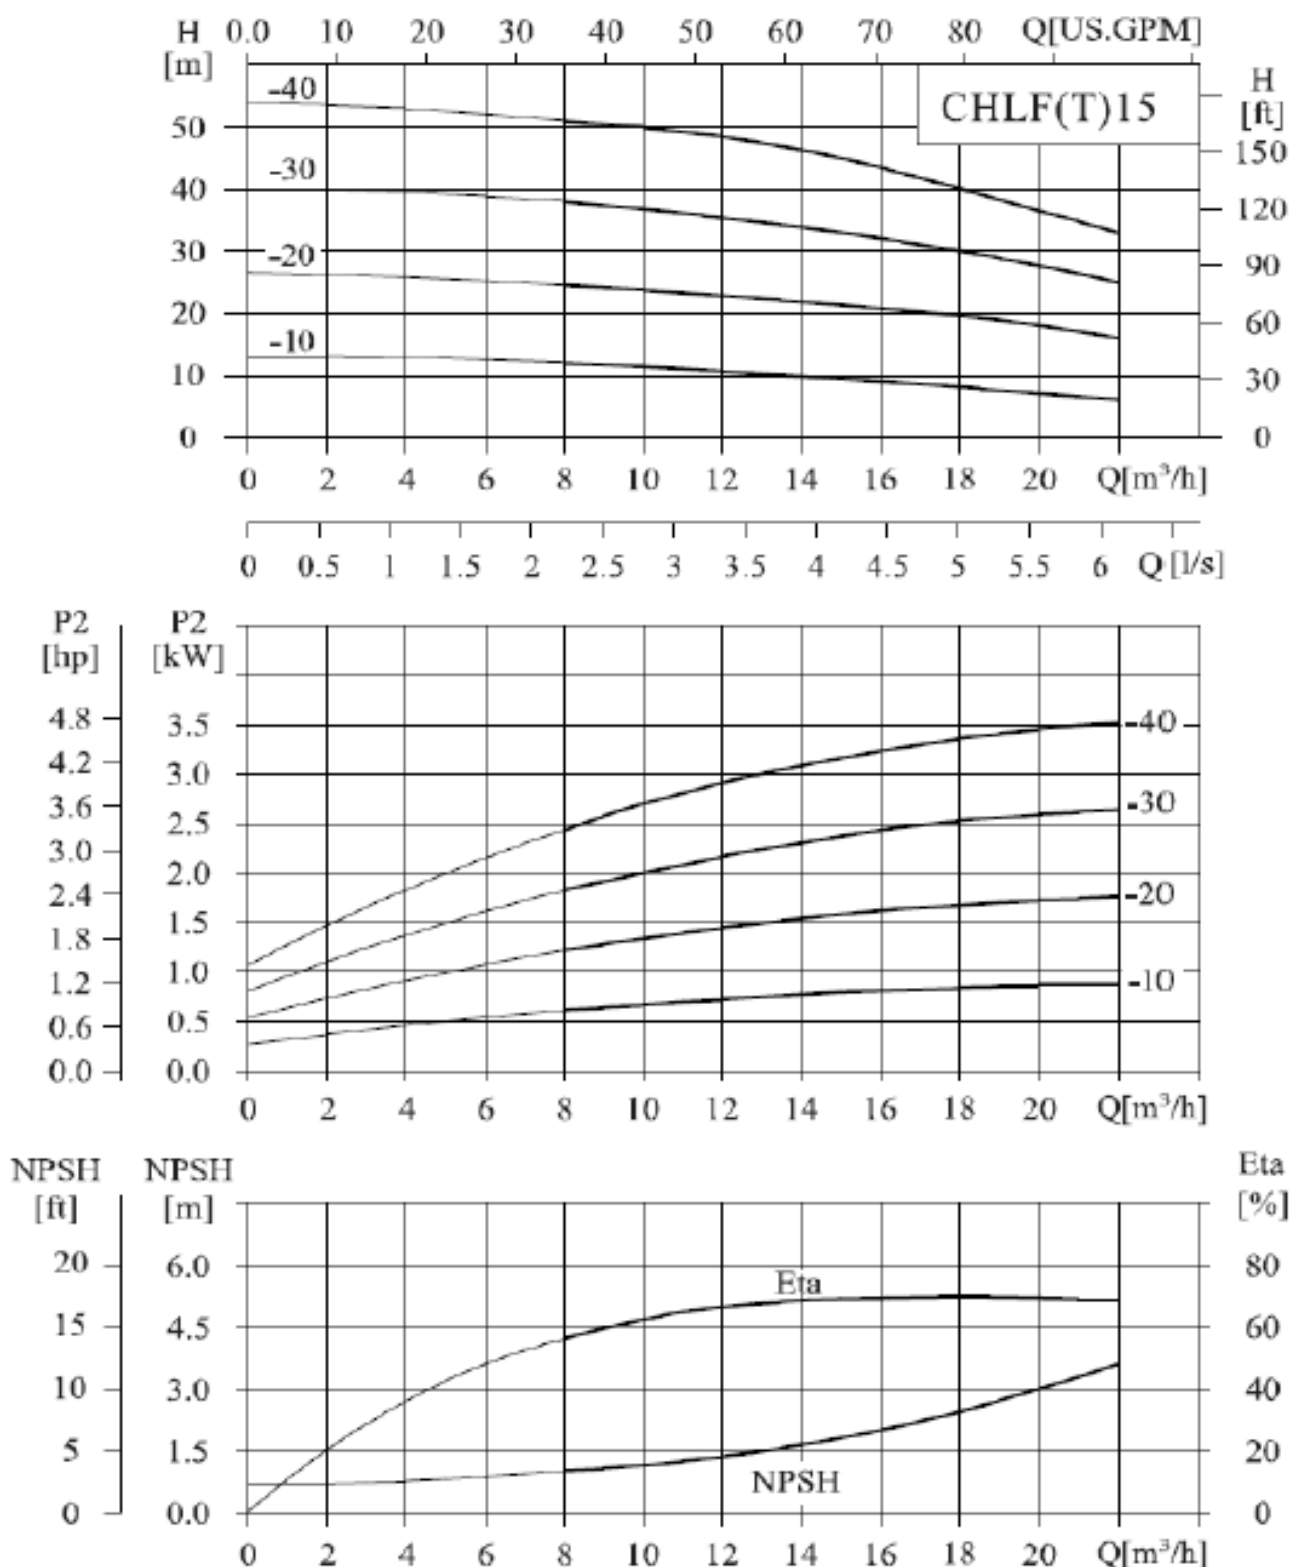 H 0.0 10 20 30 40 50 60 70 80 Q[US.GPM]
[m]
H
[ft]
CHLF(T)15
-40
50
150
-30
40
120
30
-20
90
20
60
-10
10
30
0
0
0 2 4 6 8 10 12 14 16 18 20 Q[m³/h]
0 0.5 1 1.5 2 2.5 3 3.5 4 4.5 5 5.5 6 Q[l/s]
P2 P2
[hp] [kW]
4.8 3.5 -40
4.2 3.0
3.6 2.5 -30
3.0
2.4 2.0 -20
1.8 1.5
1.2 1.0 -10
0.6 0.5
0.0 0.0
0 2 4 6 8 10 12 14 16 18 20 Q[m³/h]
NPSH NPSH Eta
[ft] [m] [%]
20 6.0 80
Eta
15 4.5 60
10 3.0 40
5 1.5 20
NPSH
0 0.0 0
0 2 4 6 8 10 12 14 16 18 20 Q[m³/h]